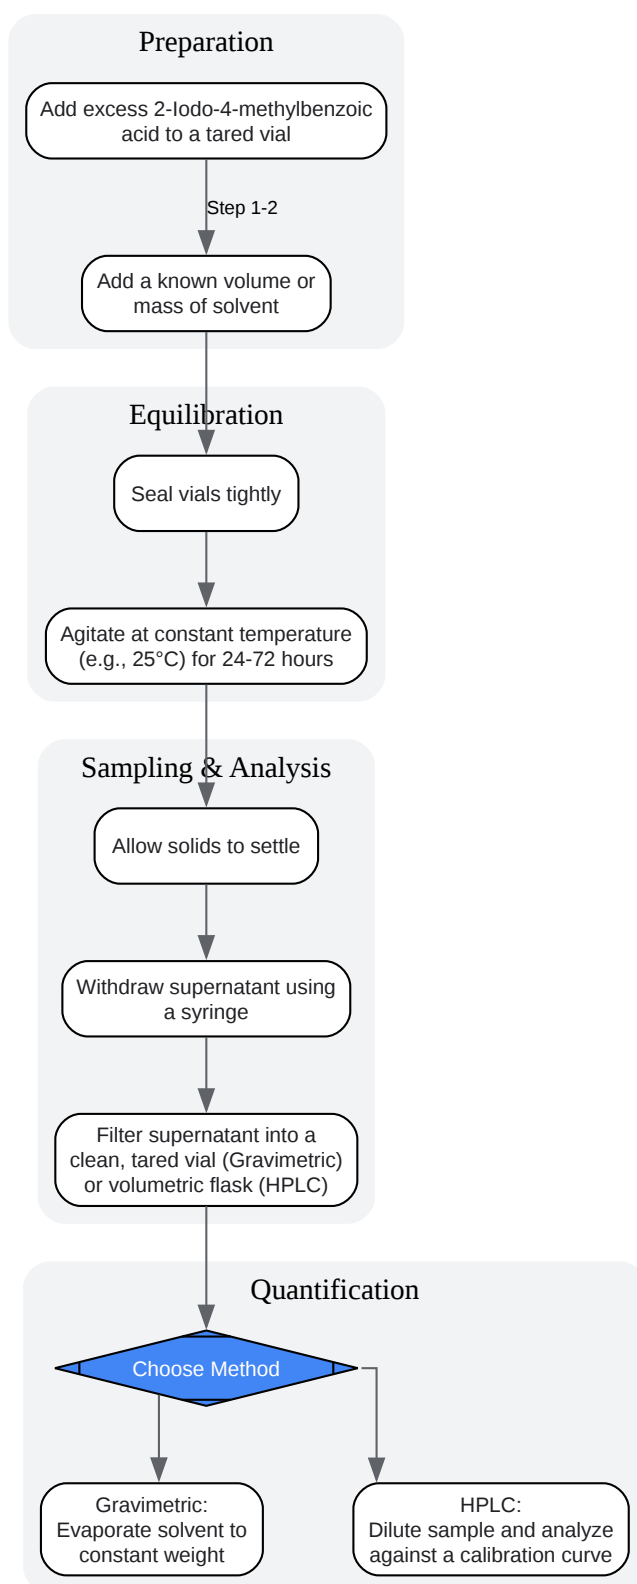 Preparation
Add excess 2-Iodo-4-methylbenzoic
acid to a tared vial
Step 1-2
Add a known volume or
mass of solvent
Equilibration
Seal vials tightly
Agitate at constant temperature
(e.g., 25°C) for 24-72 hours
Sampling & Analysis
Allow solids to settle
Withdraw supernatant using
a syringe
Filter supernatant into a
clean, tared vial (Gravimetric)
or volumetric flask (HPLC)
Quantification
Choose Method
Gravimetric:
Evaporate solvent to
constant weight
HPLC:
Dilute sample and analyze
against a calibration curve